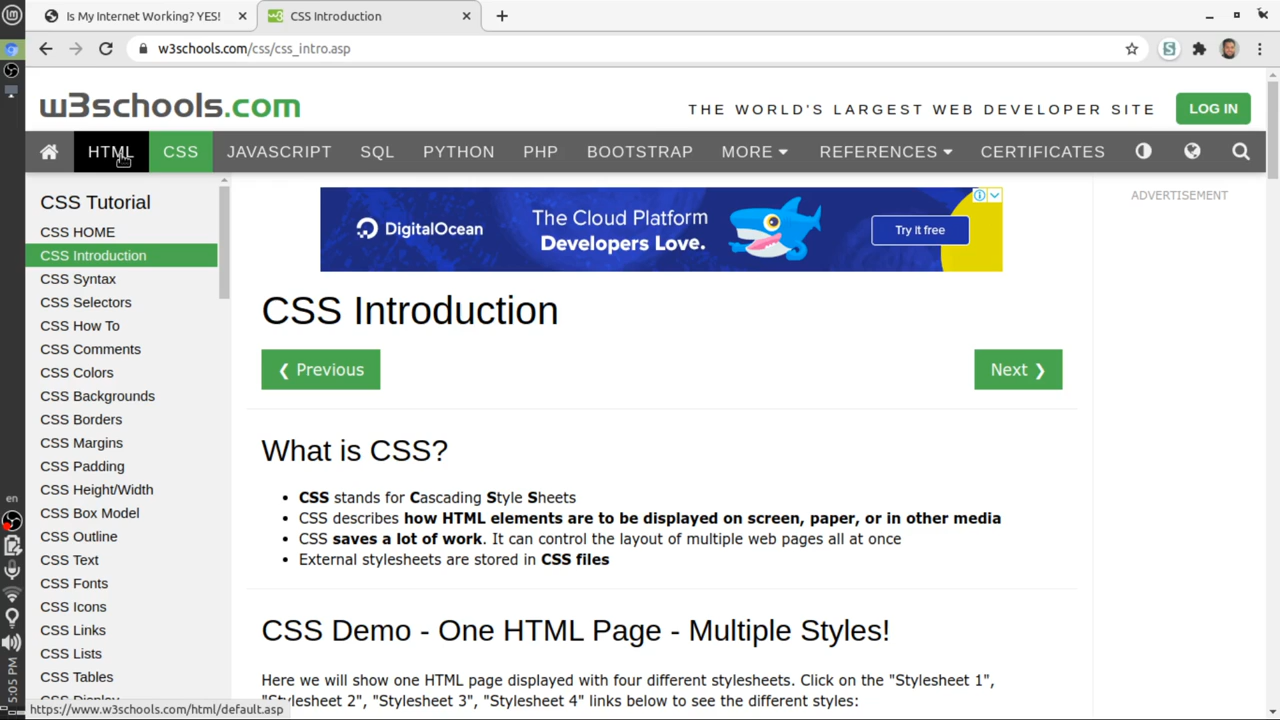 Is My Internet Working? YES!
CSS Introduction
w3schools.com/css/css_intro.asp
w3schools.com
THE WORLD'S LARGEST WEB DEVELOPER SITE
LOG IN
HTML CSS JAVASCRIPT SQL PYTHON PHP BOOTSTRAP MORE REFERENCES CERTIFICATES
CSS Tutorial
CSS HOME
CSS Introduction
CSS Syntax
CSS Selectors
CSS How To
CSS Comments
CSS Colors
CSS Backgrounds
CSS Borders
CSS Margins
CSS Padding
CSS Height/Width
CSS Box Model
CSS Outline
CSS Text
CSS Fonts
CSS Icons
CSS Links
CSS Lists
CSS Tables
CSS Display
DigitalOcean
The Cloud Platform
Developers Love.
Try it free
ADVERTISEMENT
CSS Introduction
❮ Previous
Next ❯
What is CSS?
• CSS stands for Cascading Style Sheets
• CSS describes how HTML elements are to be displayed on screen, paper, or in other media
• CSS saves a lot of work. It can control the layout of multiple web pages all at once
• External stylesheets are stored in CSS files
CSS Demo - One HTML Page - Multiple Styles!
Here we will show one HTML page displayed with four different stylesheets. Click on the "Stylesheet 1",
"Stylesheet 2", "Stylesheet 3", "Stylesheet 4" links below to see the different styles:
https://www.w3schools.com/html/default.asp
en
5:05 PM